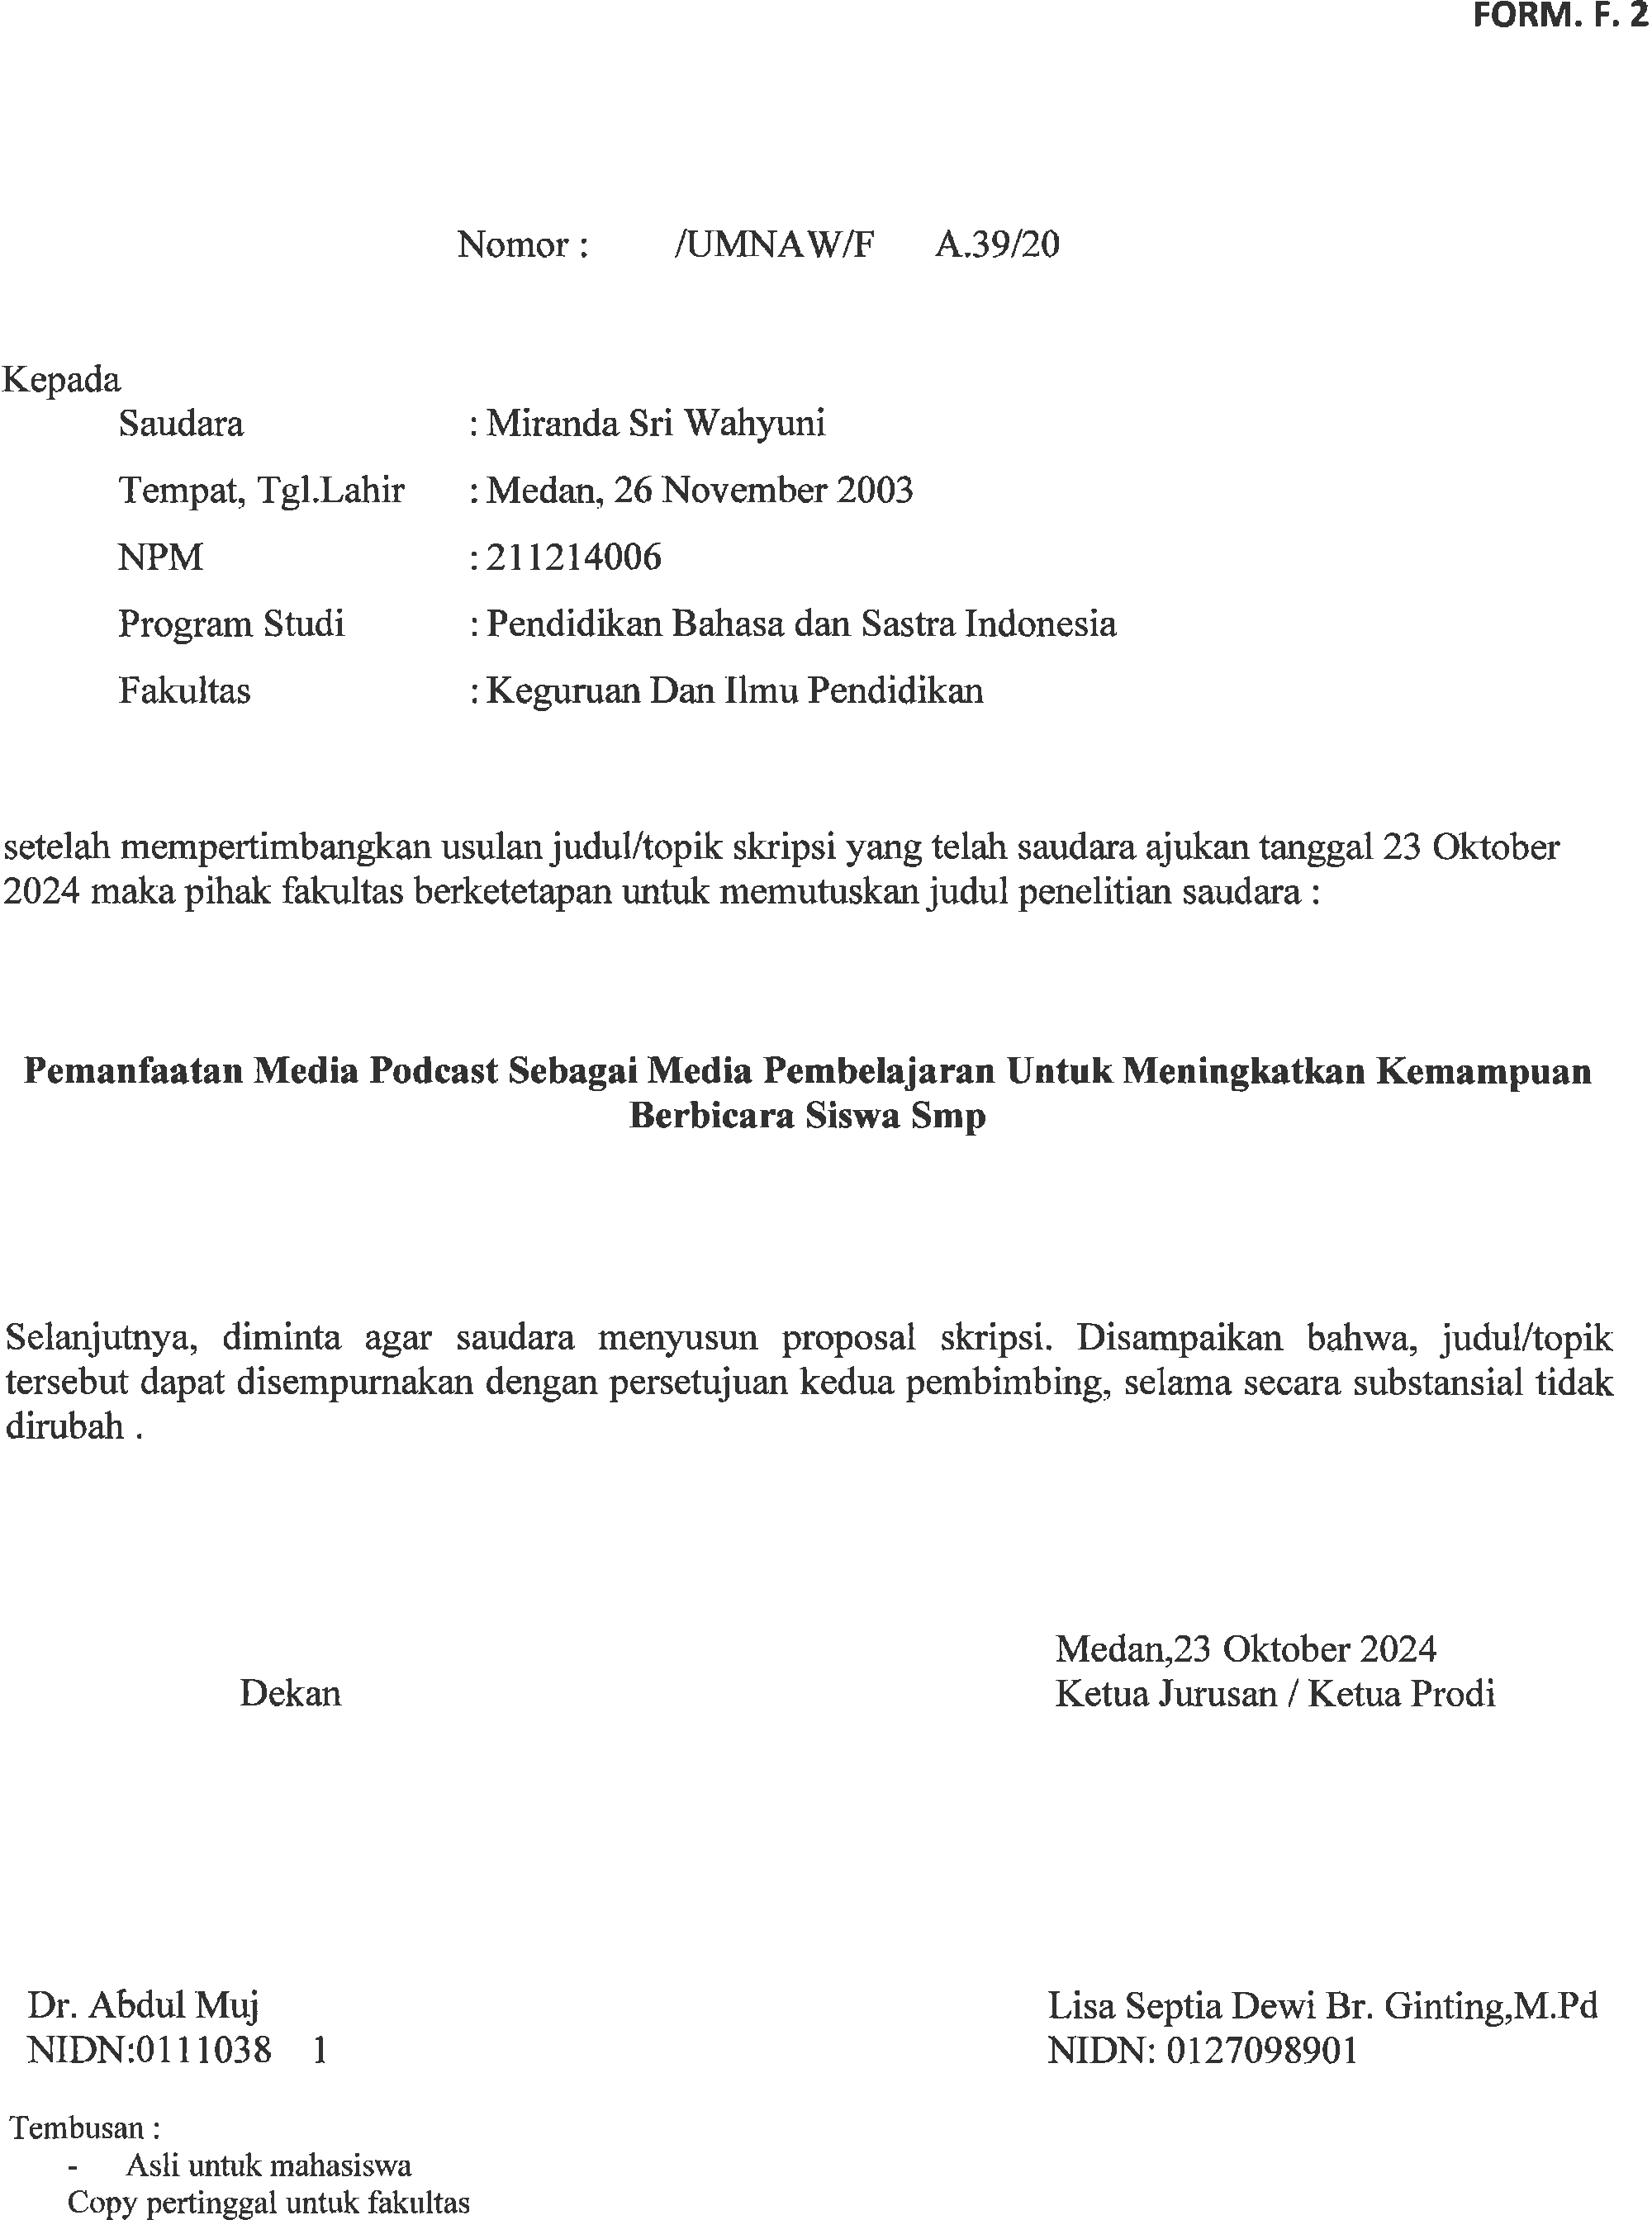 FORM. F. 2
Nomor : /UMNAW/F A.39/20
Kepada
Saudara : Miranda Sri Wahyuni
Tempat, Tgl.Lahir : Medan, 26 November 2003
NPM : 211214006
Program Studi : Pendidikan Bahasa dan Sastra Indonesia
Fakultas : Keguruan Dan Ilmu Pendidikan
setelah mempertimbangkan usulan judul/topik skripsi yang telah saudara ajukan tanggal 23 Oktober
2024 maka pihak fakultas berketetapan untuk memutuskan judul penelitian saudara :
Pemanfaatan Media Podcast Sebagai Media Pembelajaran Untuk Meningkatkan Kemampuan
Berbicara Siswa Smp
Selanjutnya, diminta agar saudara menyusun proposal skripsi. Disampaikan bahwa, judul/topik
tersebut dapat disempurnakan dengan persetujuan kedua pembimbing, selama secara substansial tidak
dirubah .
Medan,23 Oktober 2024
Dekan Ketua Jurusan / Ketua Prodi
Dr. Abdul Muj Lisa Septia Dewi Br. Ginting,M.Pd
NIDN:0111038 1 NIDN: 0127098901
Tembusan :
- Asli untuk mahasiswa
Copy pertinggal untuk fakultas